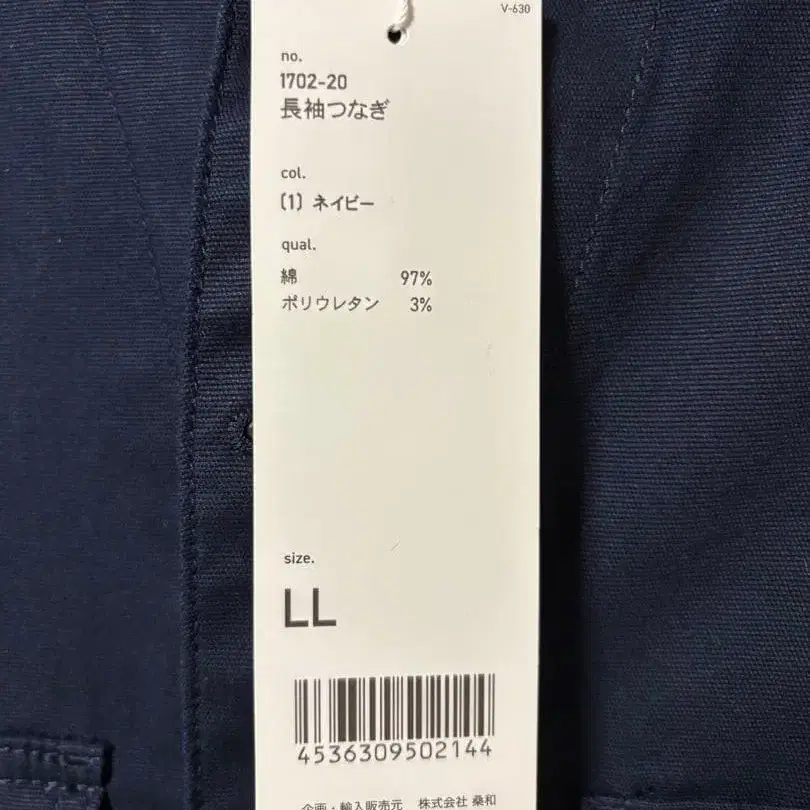 V-630
no.
1702-20
長袖つなぎ
col.
〔1〕 ネイビー
qual.
綿 97%
ポリウレタン 3%
size.
LL
4536309502144
企画・輸入販売元 株式会社 桑和